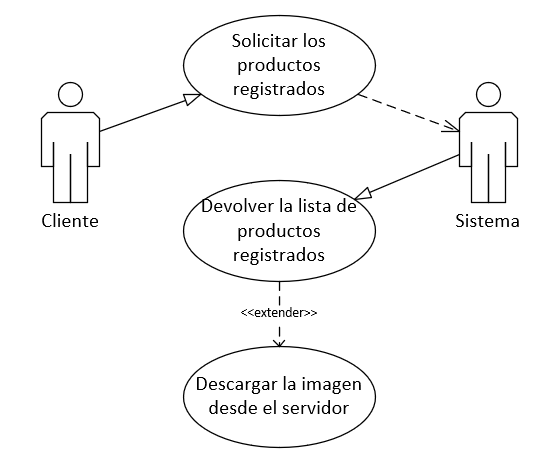 Solicitar los
productos
registrados
Cliente
Sistema
Devolver la lista de
productos
registrados
<<extender>>
Descargar la imagen
desde el servidor